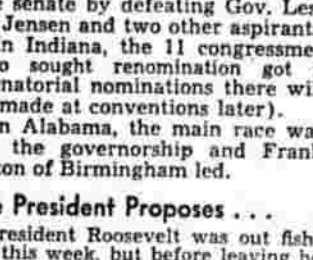 senate by defeating Gov. Les
Jensen and two other aspirant
n Indiana, the 11 congressme
o sought renomination got
natorial nominations there wi
made at conventions later).
n Alabama, the main race wa
the governorship and Fran
on of Birmingham led.
President Proposes . . .
resident Roosevelt was out fish
this week, but before leaving h